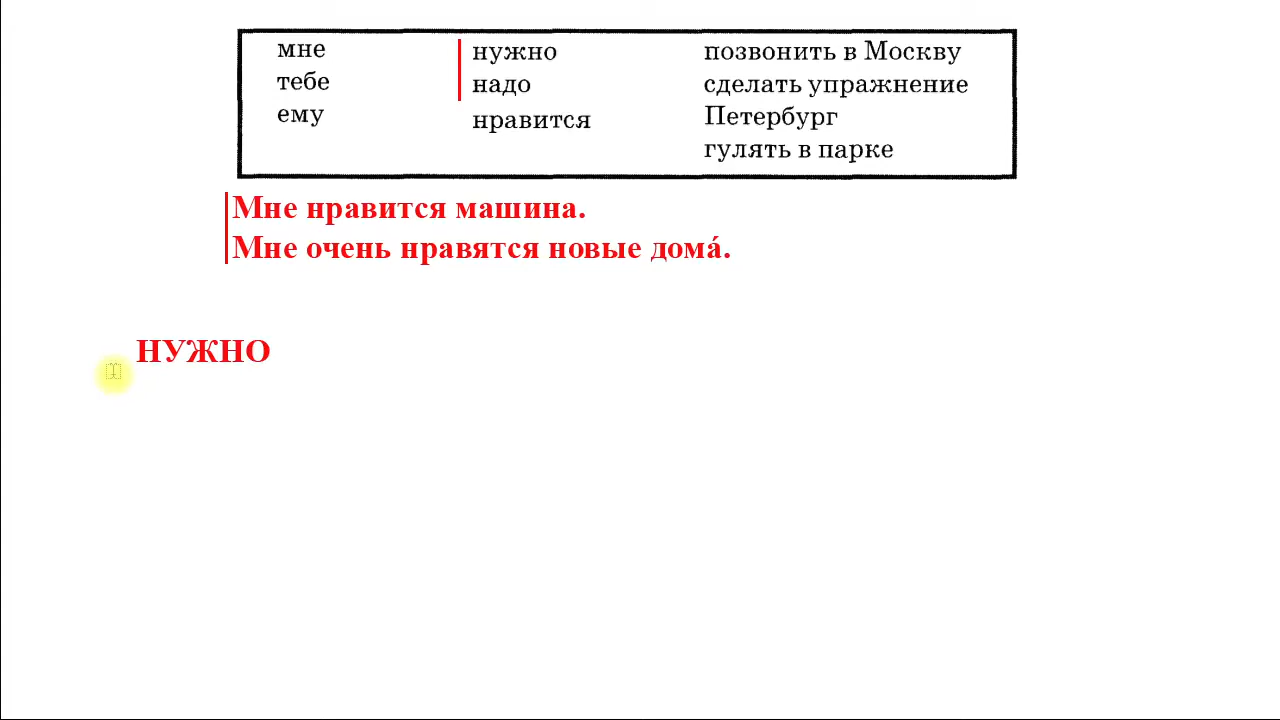 мне нужно позвонить в Москву
тебе надо сделать упражнение
ему нравится Петербург
гулять в парке
Мне нравится машина.
Мне очень нравятся новые дома́.
НУЖНО